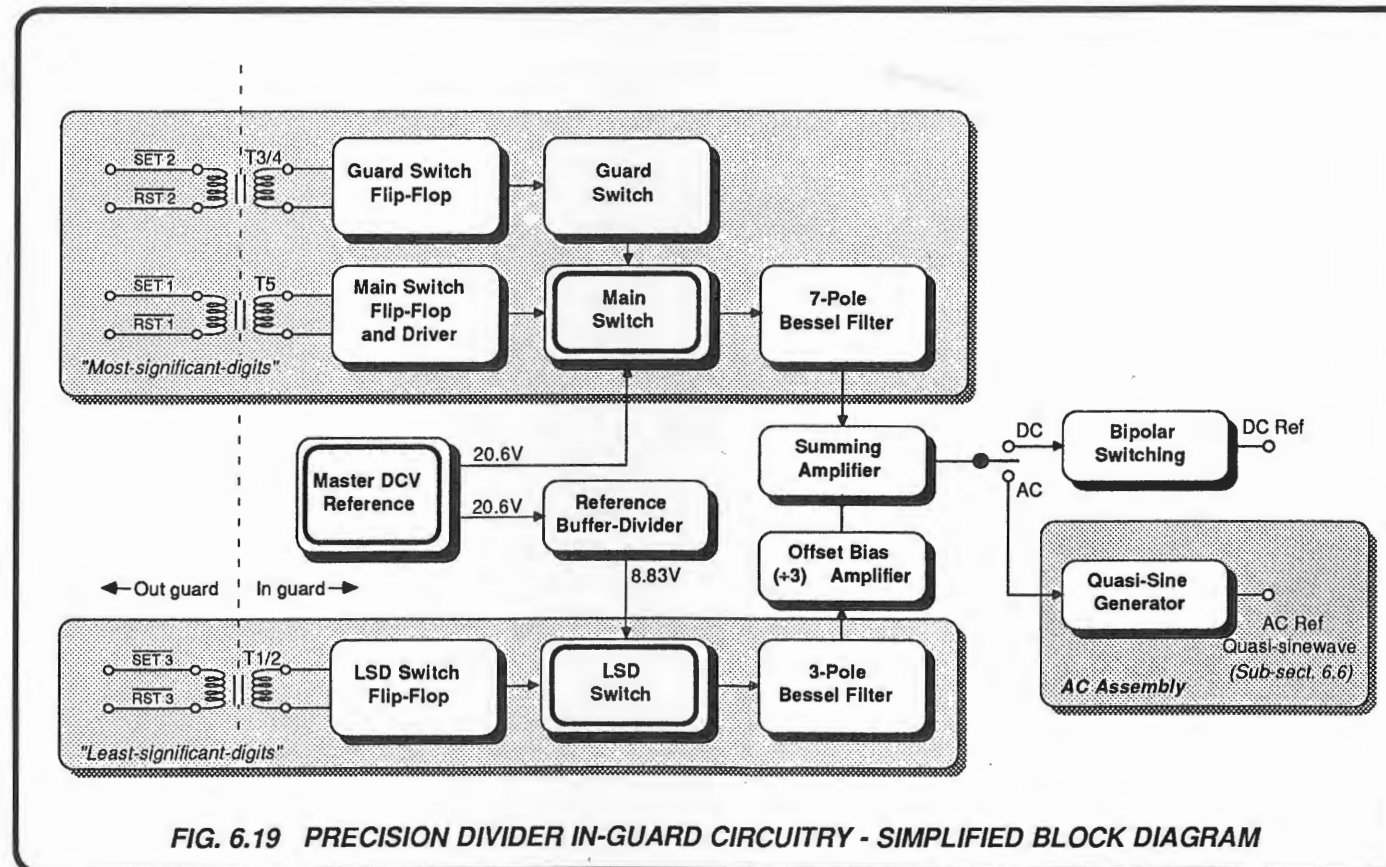 SET 2
T3/4
RST 2
Guard Switch
Flip-Flop
Guard
Switch
SET 1
T5
RST 1
Main Switch
Flip-Flop
and Driver
Main
Switch
7-Pole
Bessel Filter
"Most-significant-digits"
Master DCV
Reference
20.6V
20.6V
Reference
Buffer-Divider
8.83V
Summing
Amplifier
Offset Bias
(÷3) Amplifier
DC
AC
Bipolar
Switching
DC Ref
Quasi-Sine
Generator
AC Ref
Quasi-sinewave
(Sub-sect. 6.6)
AC Assembly
Out guard
In guard
SET 3
T1/2
RST 3
LSD Switch
Flip-Flop
LSD
Switch
3-Pole
Bessel Filter
"Least-significant-digits"
FIG. 6.19 PRECISION DIVIDER IN-GUARD CIRCUITRY - SIMPLIFIED BLOCK DIAGRAM